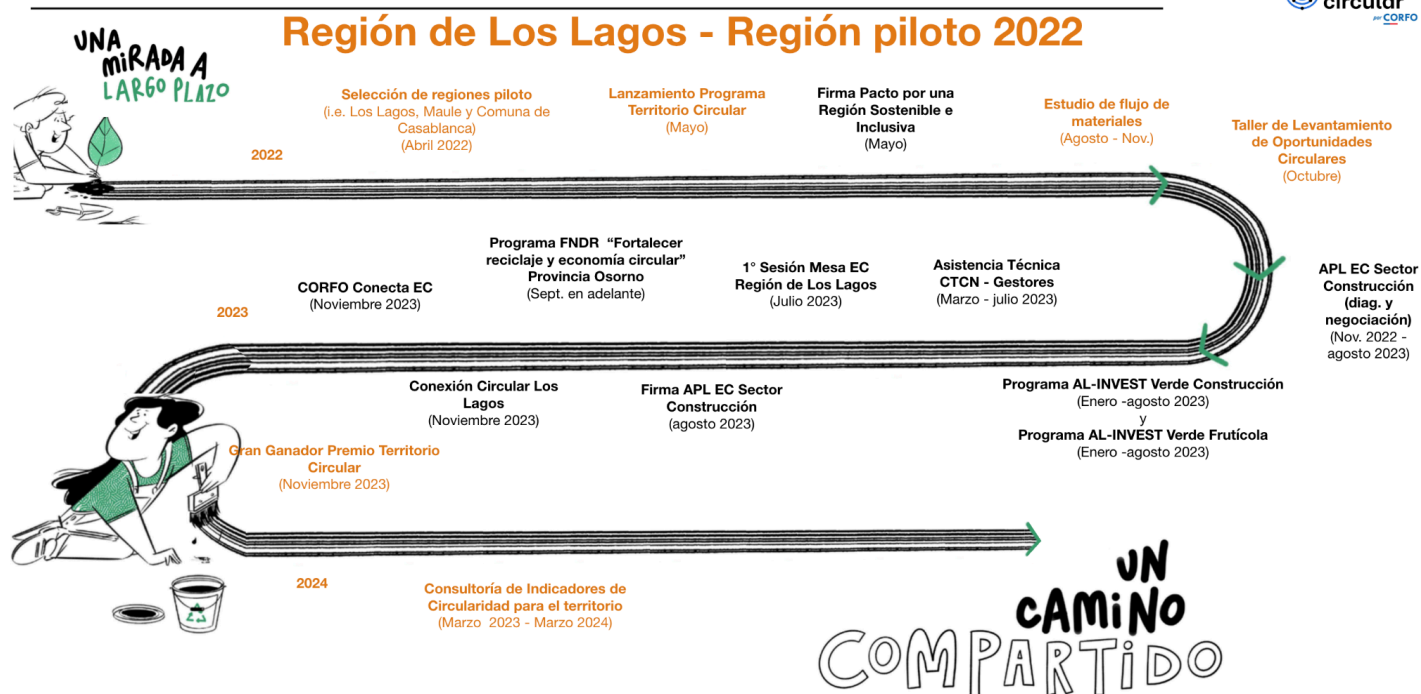 circular
por CORFO
Región de Los Lagos - Región piloto 2022
UNA
MiRADA A
LARGO PLAZO
Selección de regiones piloto
(i.e. Los Lagos, Maule y Comuna de
Casablanca)
(Abril 2022)
Lanzamiento Programa
Territorio Circular
(Mayo)
Firma Pacto por una
Región Sostenible e
Inclusiva
(Mayo)
Estudio de flujo de
materiales
(Agosto - Nov.)
Taller de Levantamiento
de Oportunidades
Circulares
(Octubre)
2022
CORFO Conecta EC
(Noviembre 2023)
Programa FNDR “Fortalecer
reciclaje y economía circular”
Provincia Osorno
(Sept. en adelante)
1° Sesión Mesa EC
Región de Los Lagos
(Julio 2023)
Asistencia Técnica
CTCN - Gestores
(Marzo - julio 2023)
APL EC Sector
Construcción
(diag. y
negociación)
(Nov. 2022 -
agosto 2023)
2023
Conexión Circular Los
Lagos
(Noviembre 2023)
Firma APL EC Sector
Construcción
(agosto 2023)
Programa AL-INVEST Verde Construcción
(Enero -agosto 2023)
y
Programa AL-INVEST Verde Frutícola
(Enero -agosto 2023)
Gran Ganador Premio Territorio
Circular
(Noviembre 2023)
2024
Consultoría de Indicadores de
Circularidad para el territorio
(Marzo 2023 - Marzo 2024)
UN
CAMiNO
COMPARTiDO